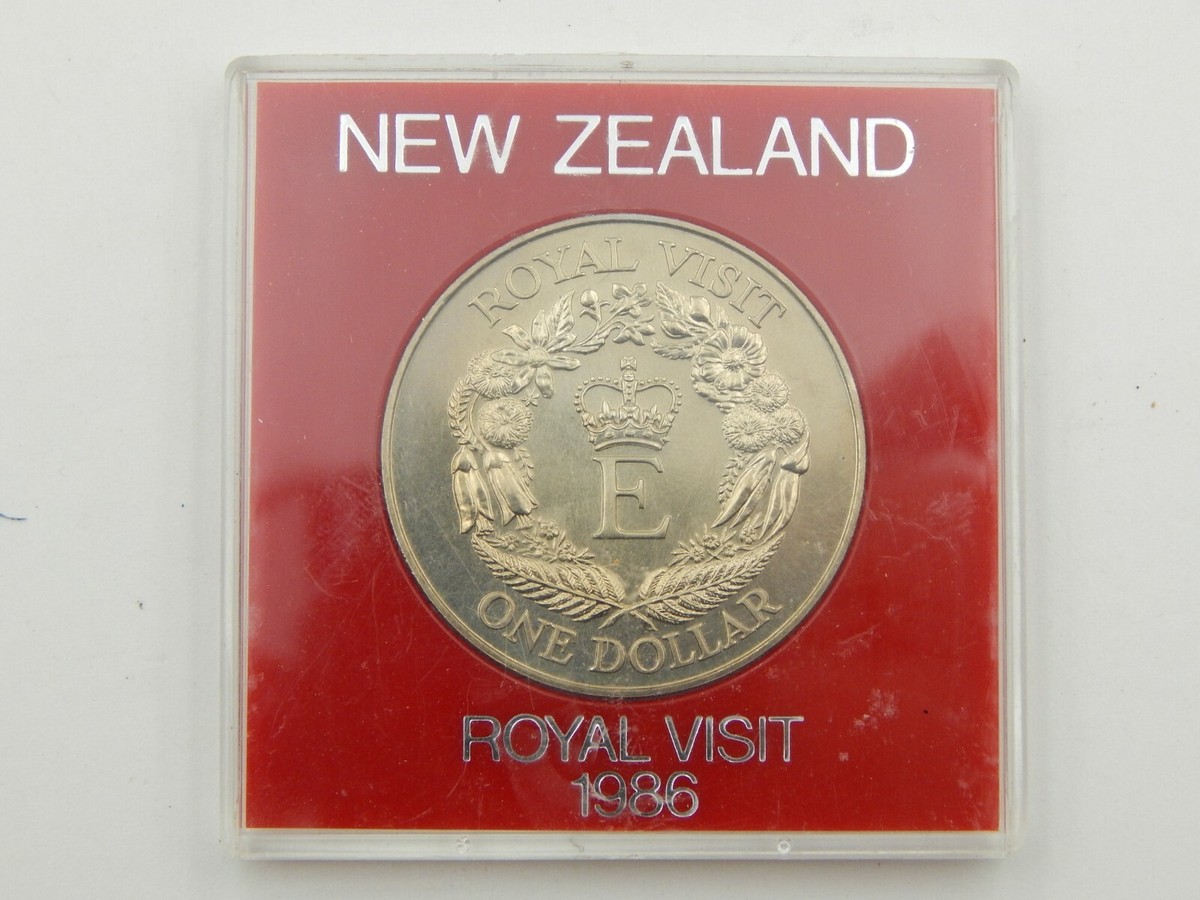 NEW ZEALAND
ROYAL VISIT
E
ONE DOLLAR
ROYAL VISIT
1986